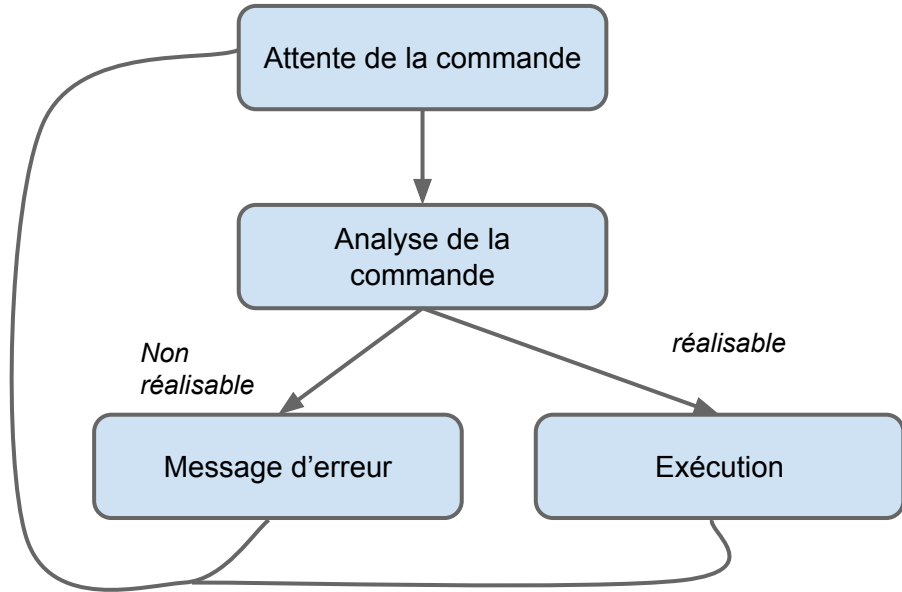 Attente de la commande
Analyse de la
commande
Non
réalisable
réalisable
Message d’erreur
Exécution